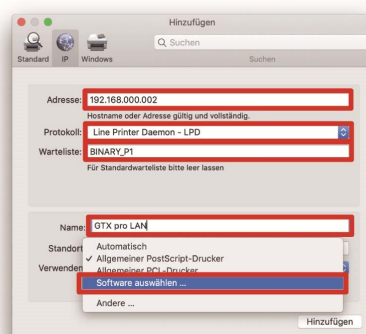 Hinzufügen
Suchen
Standard IP Windows Suchen
Adresse: 192.168.000.002
Hostname oder Adresse gültig und vollständig.
Protokoll: Line Printer Daemon - LPD
Warteliste: BINARY_P1
Für Standardwarteliste bitte leer lassen
Name: GTX pro LAN
Standort
Automatisch
Verwenden
✓ Allgemeiner PostScript-Drucker
Allgemeiner PCL-Drucker
Software auswählen ...
Andere ...
Hinzufügen